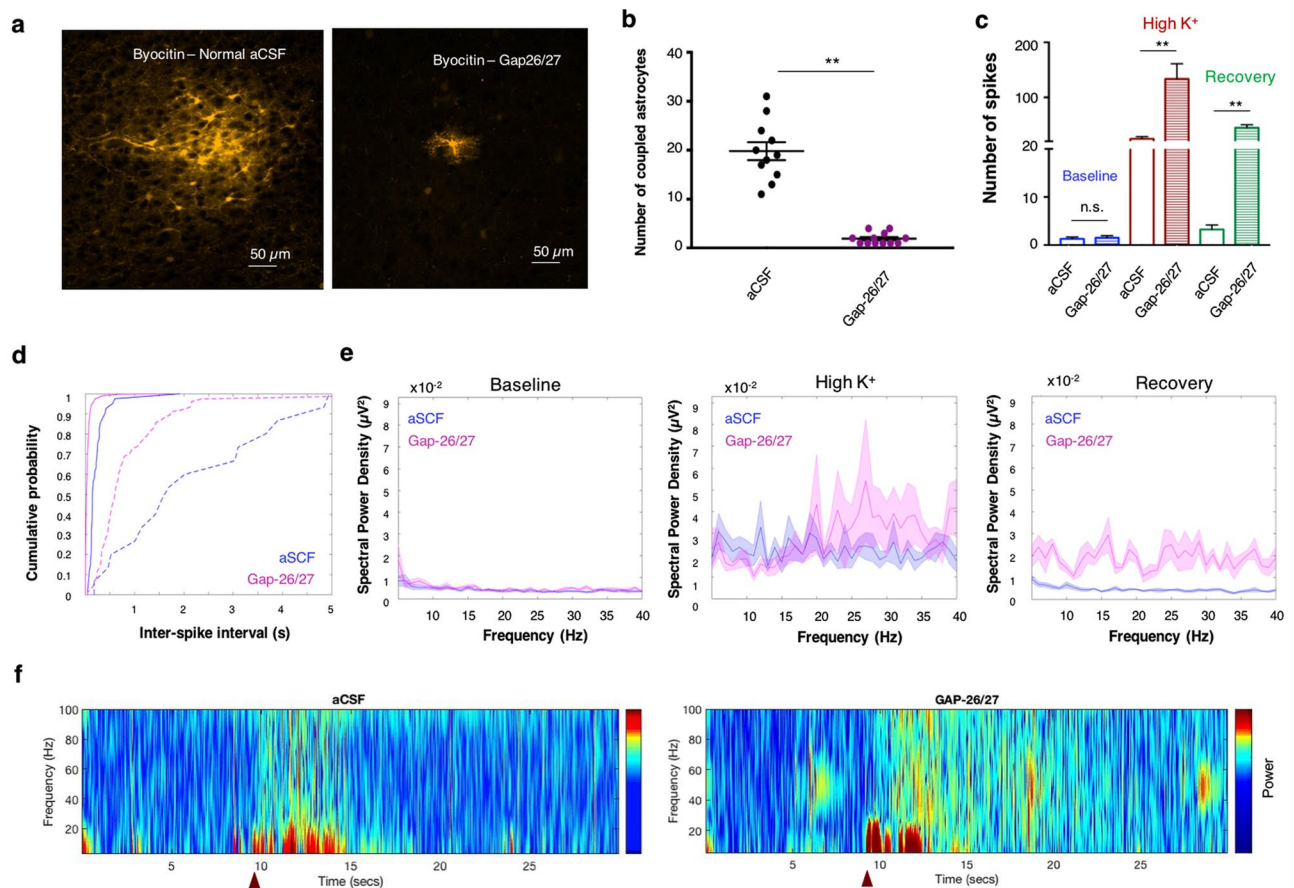 a
Byocitin – Normal aCSF
50 µm
Byocitin – Gap26/27
50 µm
b
Number of coupled astrocytes
40
30
20
10
0
**
aCSF
Gap-26/27
c
High K⁺
Number of spikes
200
100
20
10
0
Baseline
n.s.
**
Recovery
**
aCSF
Gap-26/27
aCSF
Gap-26/27
aCSF
Gap-26/27
d
Cumulative probability
1
0.9
0.8
0.7
0.6
0.5
0.4
0.3
0.2
0.1
0
aSCF
Gap-26/27
1 2 3 4 5
Inter-spike interval (s)
e
x10⁻² Baseline
Spectral Power Density (µV²)
9
8
7
6
5
4
3
2
1
0
aSCF
Gap-26/27
10 15 20 25 30 35 40
Frequency (Hz)
x10⁻² High K⁺
Spectral Power Density (µV²)
9
8
7
6
5
4
3
2
1
0
aSCF
Gap-26/27
10 15 20 25 30 35 40
Frequency (Hz)
x10⁻² Recovery
Spectral Power Density (µV²)
9
8
7
6
5
4
3
2
1
0
aSCF
Gap-26/27
5 10 15 20 25 30 35 40
Frequency (Hz)
f
aCSF
Frequency (Hz)
100
80
60
40
20
5 10 15 20 25
Time (secs)
GAP-26/27
Frequency (Hz)
100
80
60
40
20
5 10 15 20 25
Time (secs)
Power